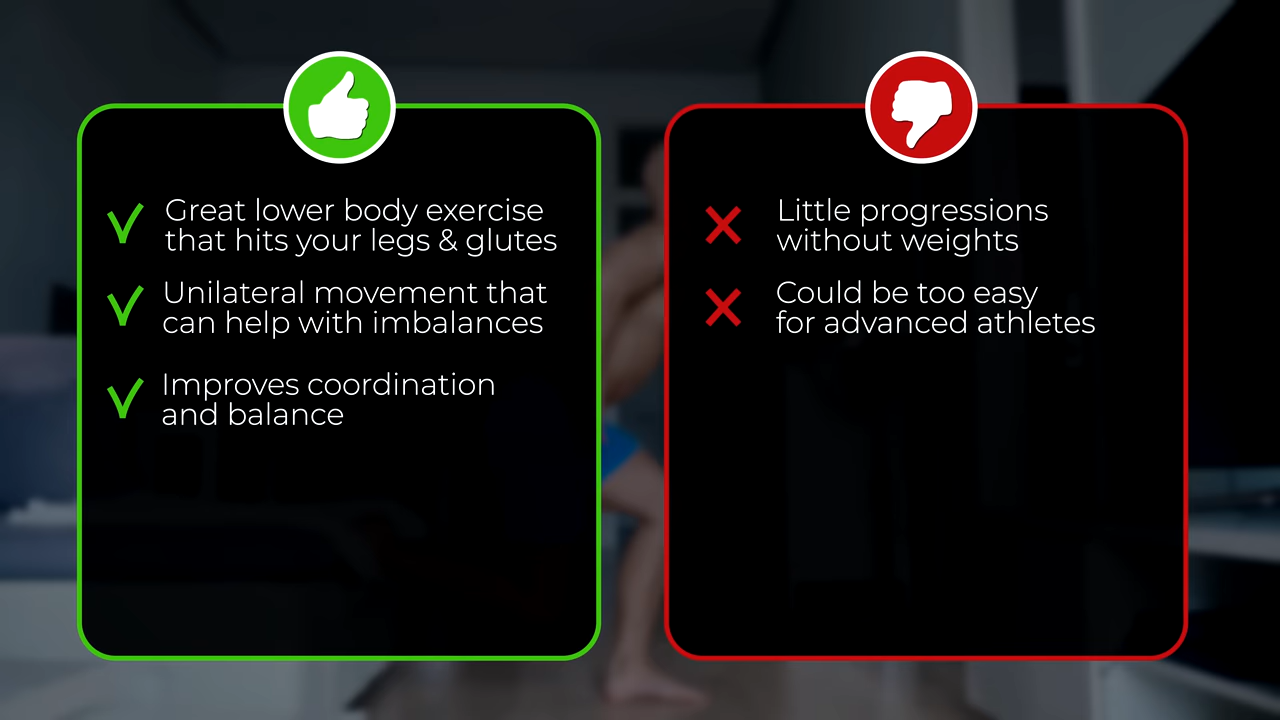 Great lower body exercise
that hits your legs & glutes
Unilateral movement that
can help with imbalances
Improves coordination
and balance
Little progressions
without weights
Could be too easy
for advanced athletes